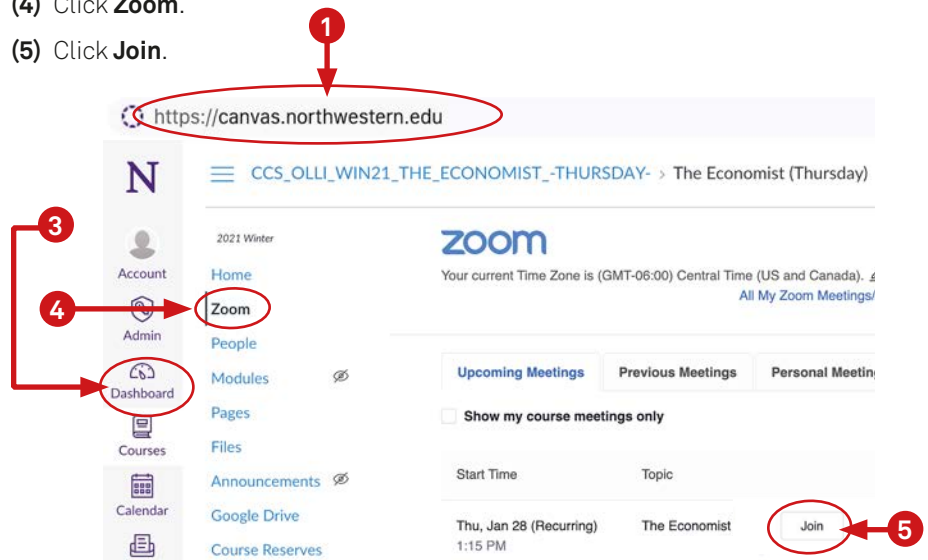 (4) Click Zoom.
(5) Click Join.
1
https://canvas.northwestern.edu
N
CCS_OLLI_WIN21_THE_ECONOMIST_-THURSDAY- > The Economist (Thursday)
3
2021 Winter
zoom
Account
Home
Your current Time Zone is (GMT-06:00) Central Time (US and Canada).
4
Zoom
All My Zoom Meetings/
Admin
People
Dashboard
Modules
Upcoming Meetings Previous Meetings Personal Meetin
Pages
Show my course meetings only
Courses
Files
Announcements
Start Time Topic
Calendar
Google Drive
Thu, Jan 28 (Recurring) The Economist Join
5
1:15 PM
Course Reserves